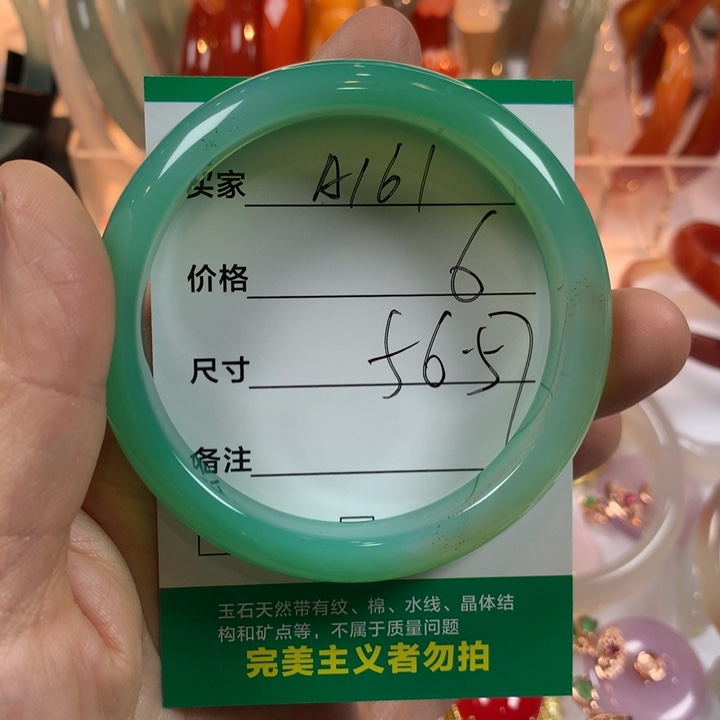 买家 A161
价格 6
尺寸 56-57
备注
玉石天然带有纹、棉、水线、晶体结
构和矿点等，不属于质量问题
完美主义者勿拍